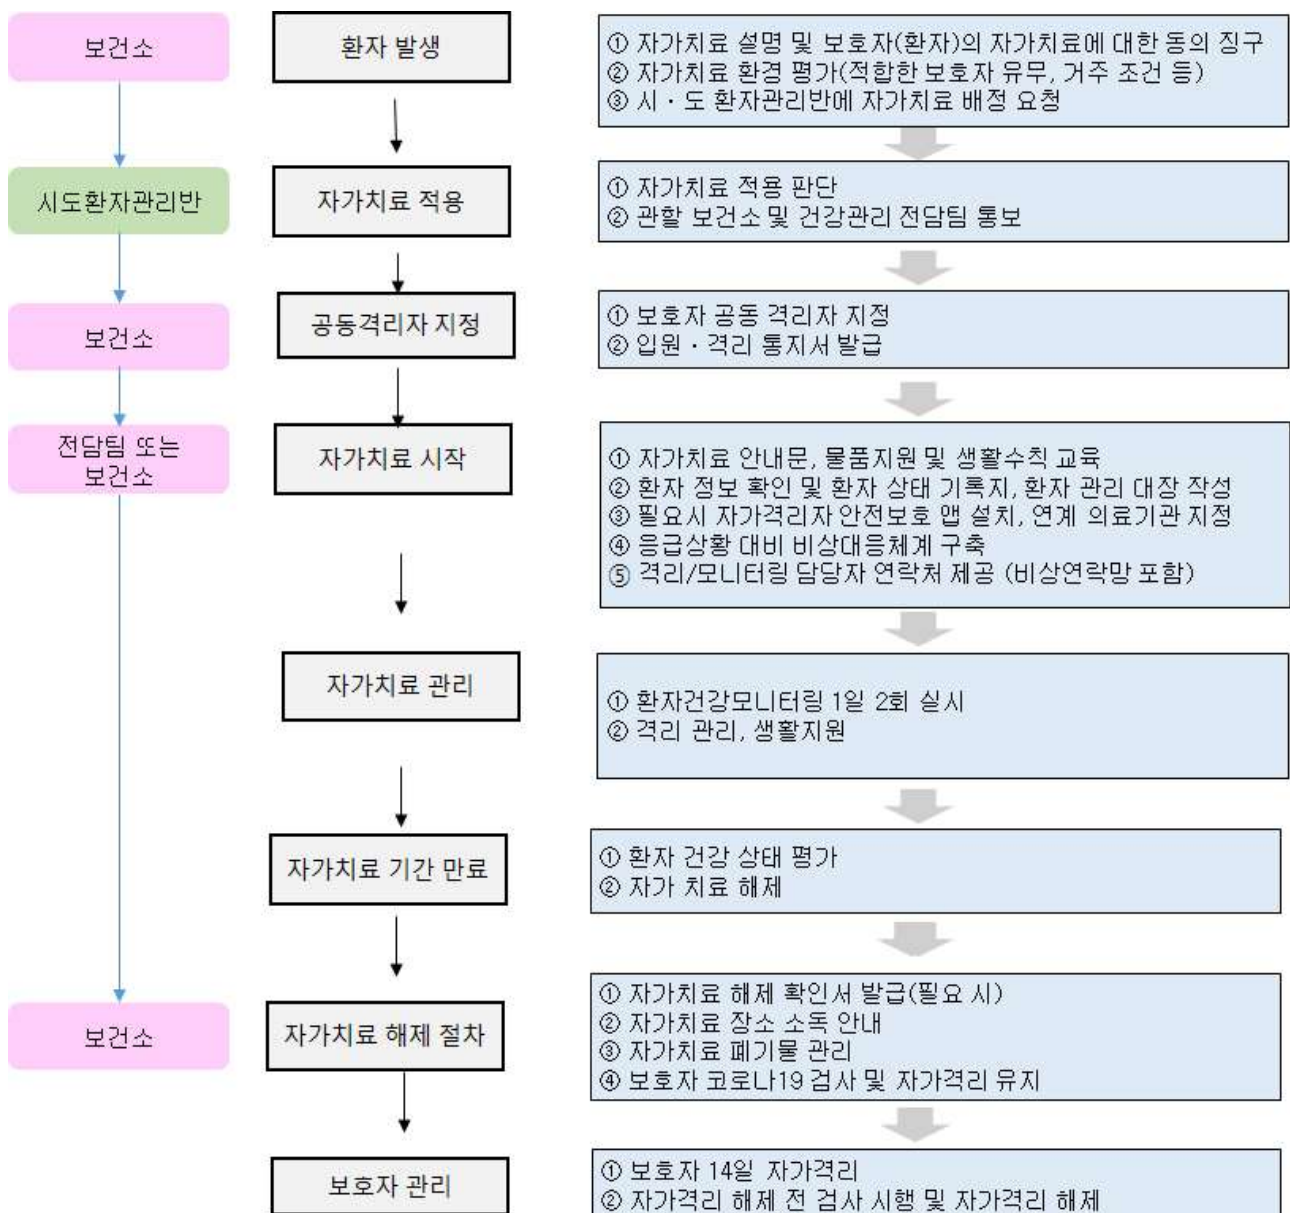 보건소
환자 발생
① 자가치료 설명 및 보호자(환자)의 자가치료에 대한 동의 징구
② 자가치료 환경 평가(적합한 보호자 유무, 거주 조건 등)
③ 시·도 환자관리반에 자가치료 배정 요청
시도환자관리반
자가치료 적용
① 자가치료 적용 판단
② 관할 보건소 및 건강관리 전담팀 통보
보건소
공동격리자 지정
① 보호자 공동 격리자 지정
② 입원·격리 통지서 발급
전담팀 또는
보건소
자가치료 시작
① 자가치료 안내문, 물품지원 및 생활수칙 교육
② 환자 정보 확인 및 환자 상태 기록지, 환자 관리 대장 작성
③ 필요시 자가격리자 안전보호 앱 설치, 연계 의료기관 지정
④ 응급상황 대비 비상대응체계 구축
⑤ 격리/모니터링 담당자 연락처 제공 (비상연락망 포함)
자가치료 관리
① 환자건강모니터링 1일 2회 실시
② 격리 관리, 생활지원
자가치료 기간 만료
① 환자 건강 상태 평가
② 자가 치료 해제
보건소
자가치료 해제 절차
① 자가치료 해제 확인서 발급(필요 시)
② 자가치료 장소 소독 안내
③ 자가치료 폐기물 관리
④ 보호자 코로나19 검사 및 자가격리 유지
보호자 관리
① 보호자 14일 자가격리
② 자가격리 해제 전 검사 시행 및 자가격리 해제